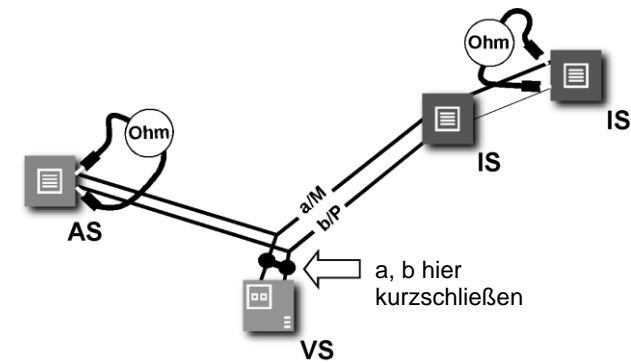 Ohm
IS
IS
Ohm
a/M
b/P
AS
a, b hier
kurzschließen
VS